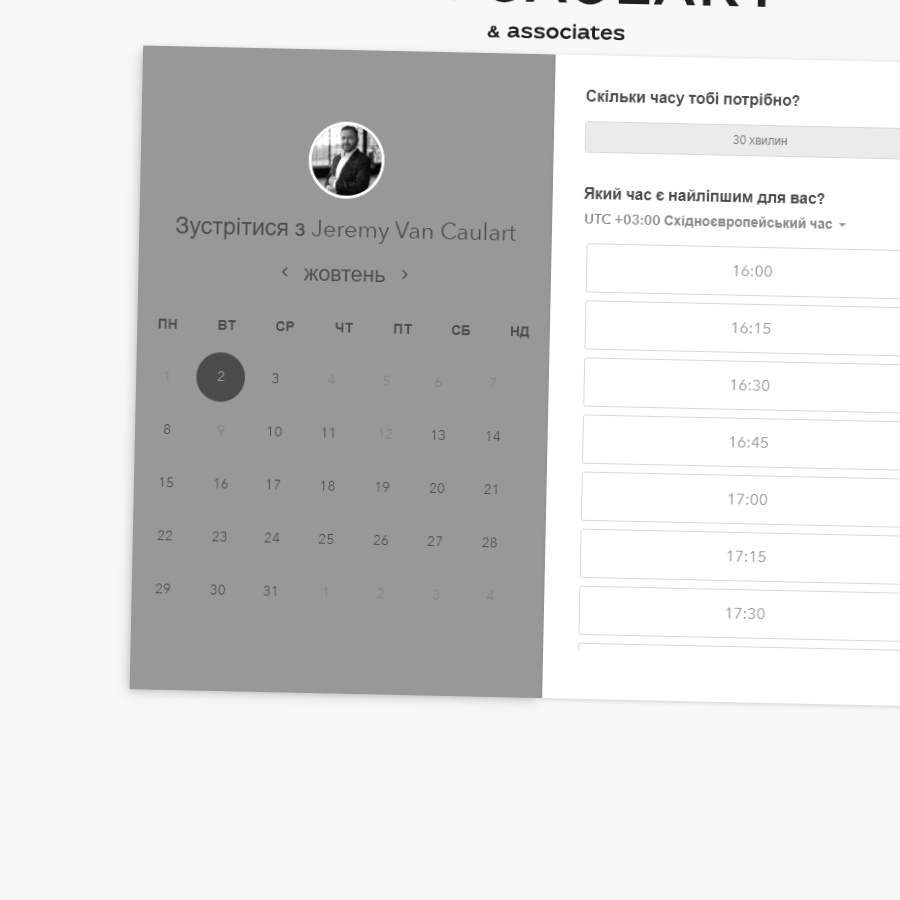 & associates
Зустрітися з Jeremy Van Caulart
жовтень
ПН ВТ СР ЧТ ПТ СБ НД
1 2 3 4 5 6 7
8 9 10 11 12 13 14
15 16 17 18 19 20 21
22 23 24 25 26 27 28
29 30 31 1 2 3 4
Скільки часу тобі потрібно?
30 хвилин
Який час є найліпшим для вас?
UTC +03:00 Східноєвропейський час
16:00
16:15
16:30
16:45
17:00
17:15
17:30